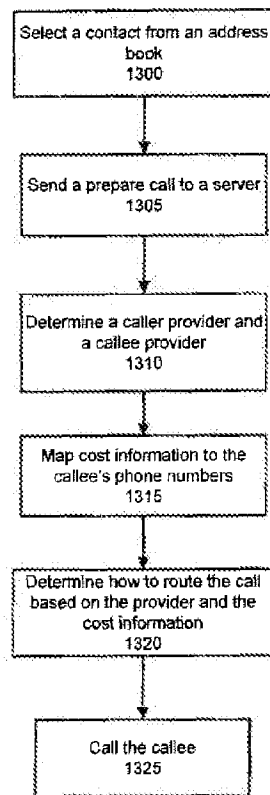 Select a contact from an address
book
1300
Send a prepare call to a server
1305
Determine a caller provider and
a callee provider
1310
Map cost information to the
callee's phone numbers
1315
Determine how to route the call
based on the provider and the
cost information
1320
Call the callee
1325